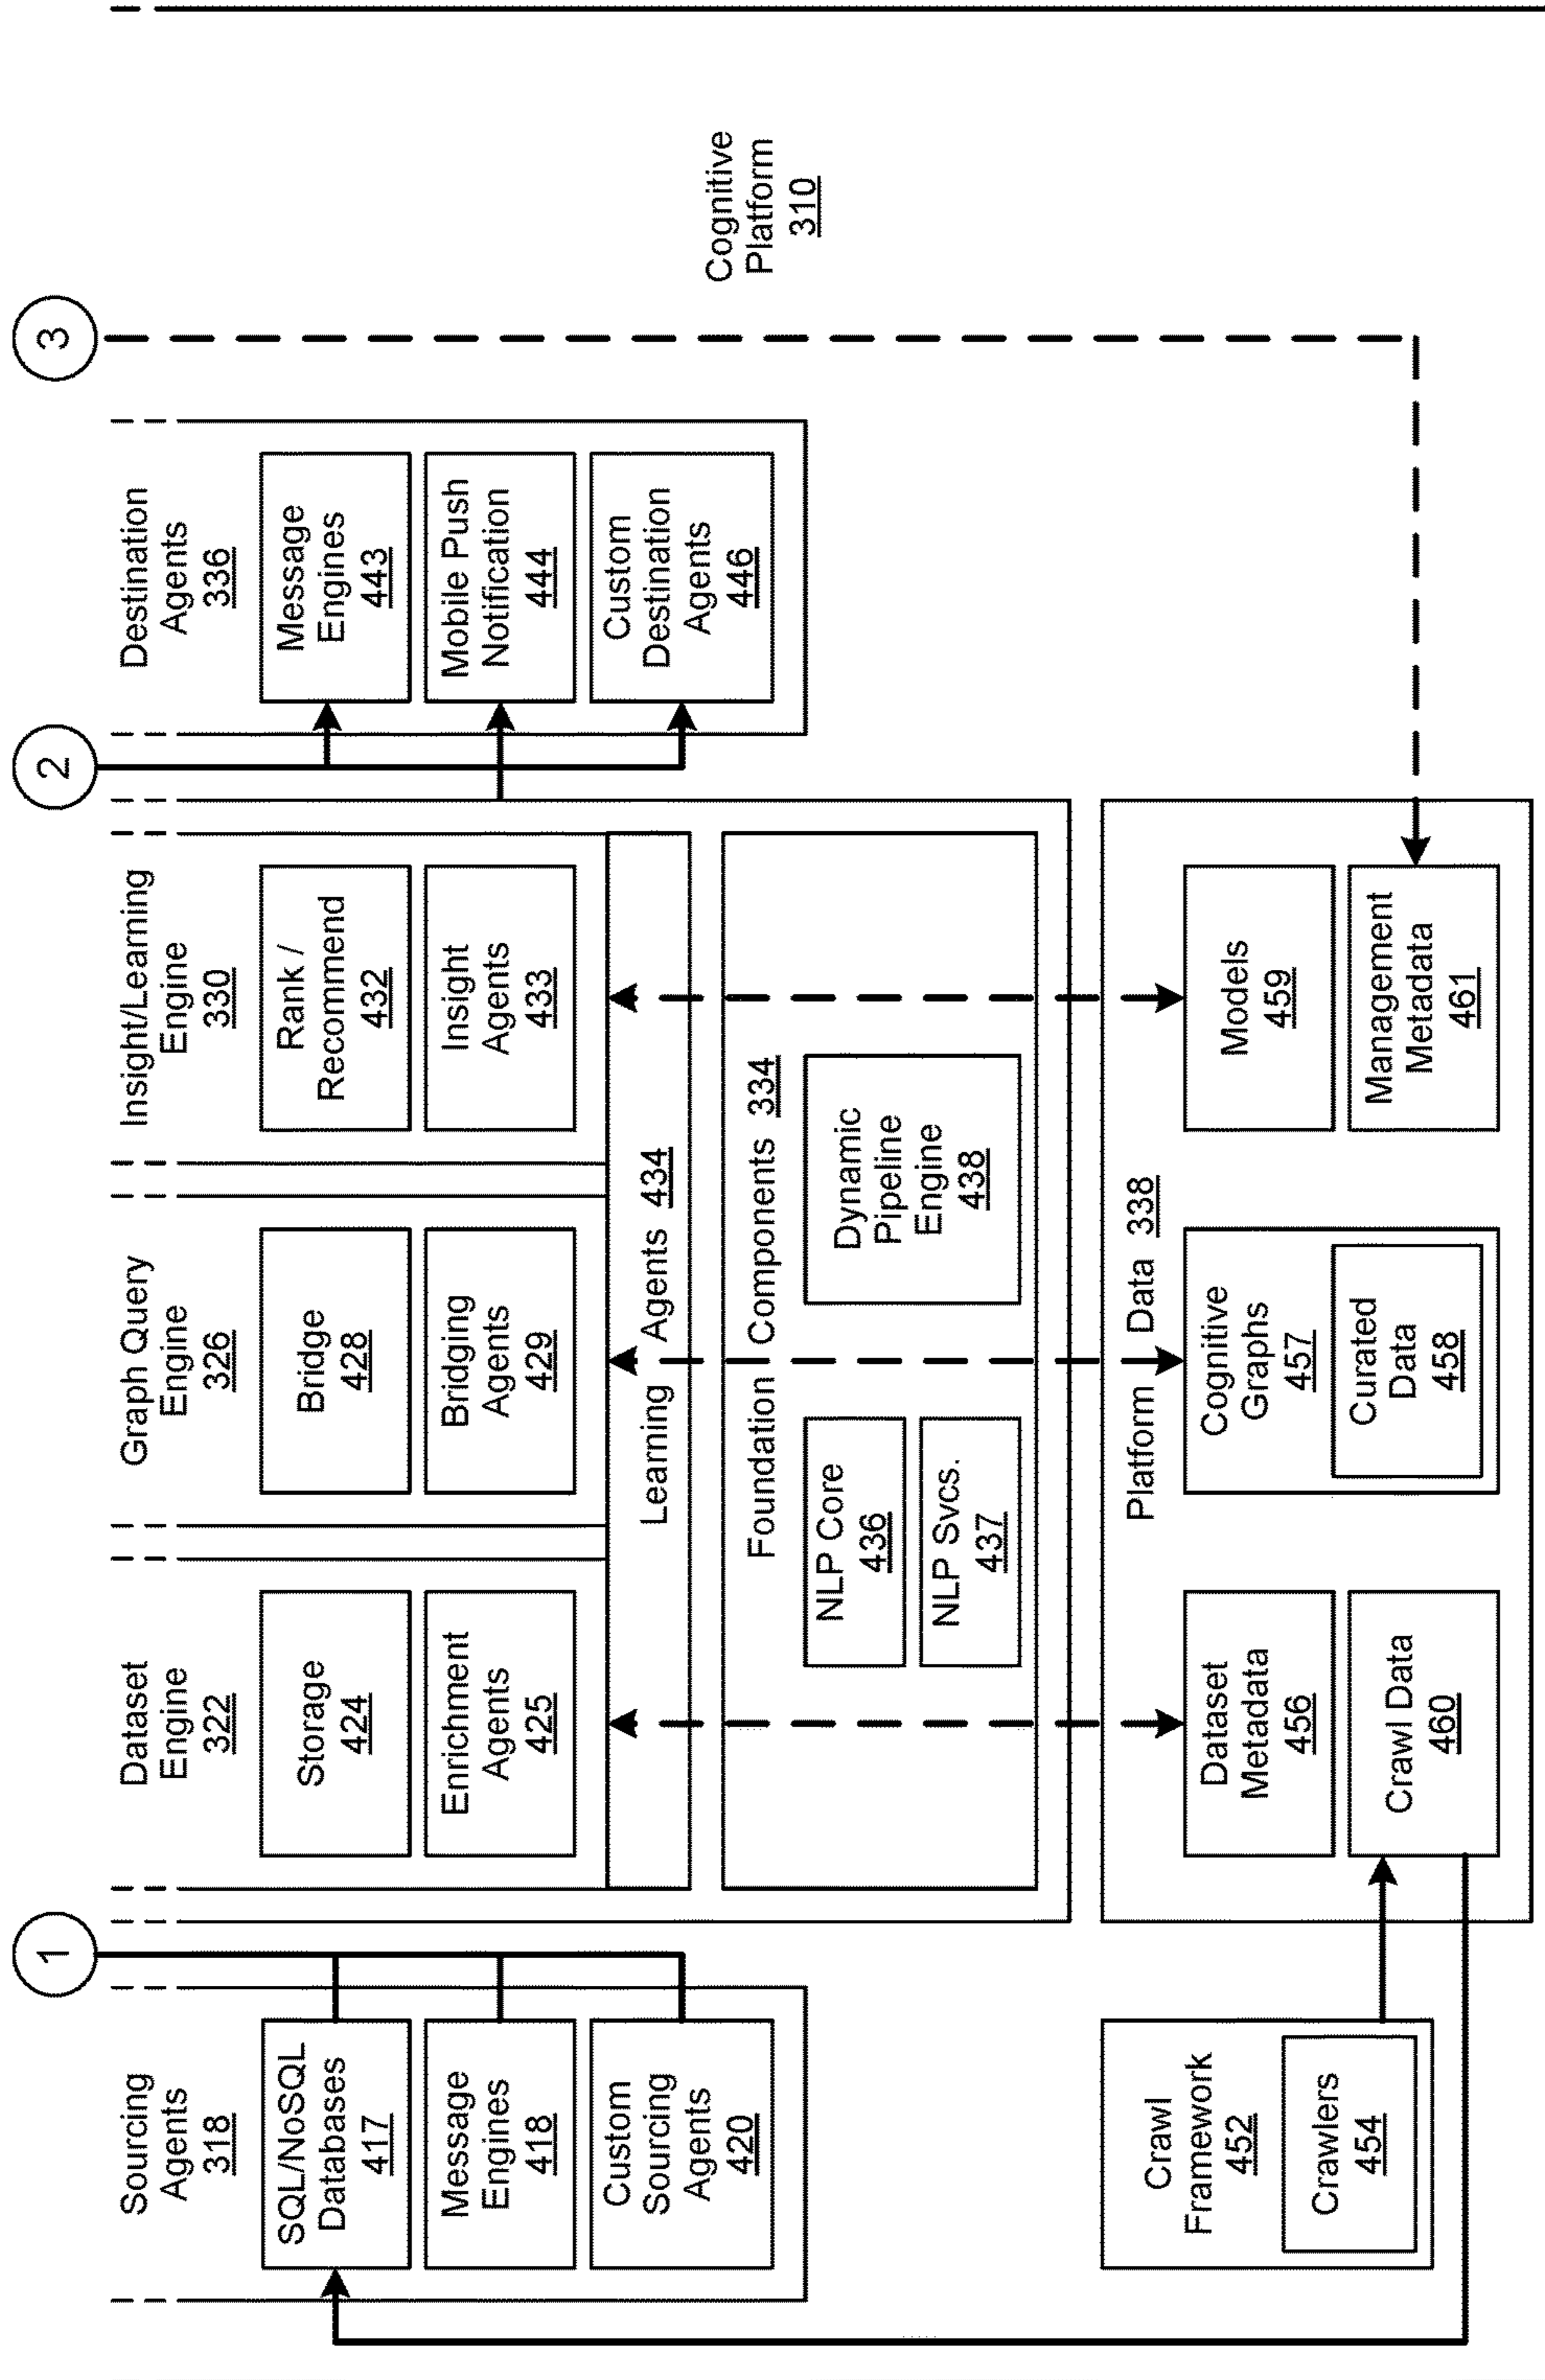 1
2
3
Sourcing
Agents
318
SQL/NoSQL
Databases
417
Message
Engines
418
Custom
Sourcing
Agents
420
Dataset
Engine
322
Storage
424
Enrichment
Agents
425
Graph Query
Engine
326
Bridge
428
Bridging
Agents
429
Insight/Learning
Engine
330
Rank /
Recommend
432
Insight
Agents
433
Learning Agents 434
Destination
Agents
336
Message
Engines
443
Mobile Push
Notification
444
Custom
Destination
Agents
446
Cognitive
Platform
310
Foundation Components 334
NLP Core
436
NLP Svcs.
437
Dynamic
Pipeline
Engine
438
Crawl
Framework
452
Crawlers
454
Platform Data 338
Dataset
Metadata
456
Crawl Data
460
Cognitive
Graphs
457
Curated
Data
458
Models
459
Management
Metadata
461